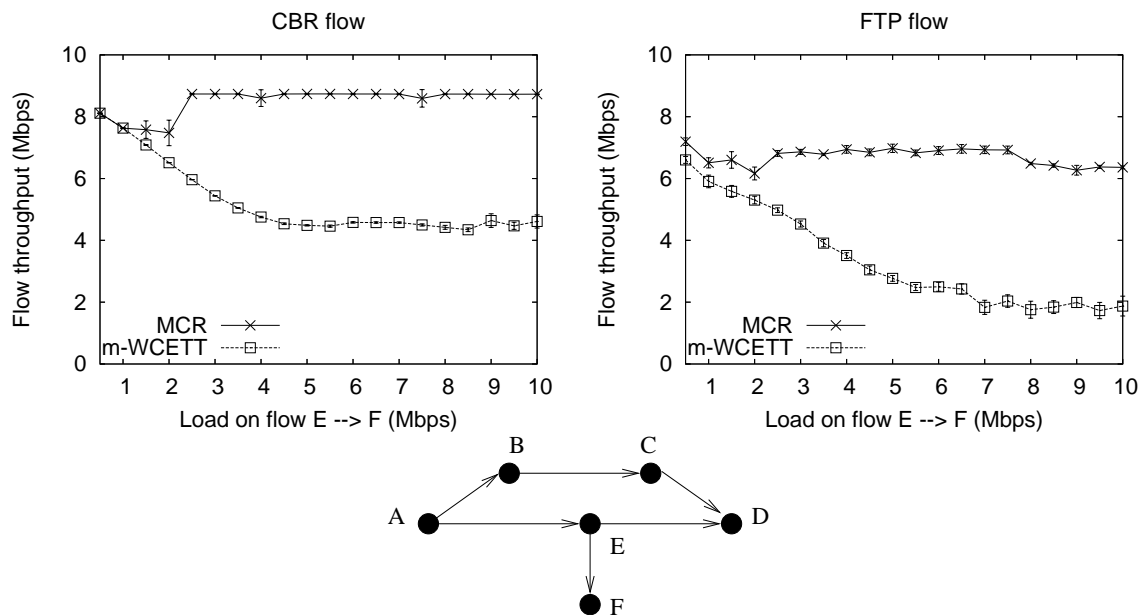 CBR flow
Flow throughput (Mbps)
10
8
6
4
2
0
MCR
m-WCETT
1 2 3 4 5 6 7 8 9 10
Load on flow E --> F (Mbps)
FTP flow
Flow throughput (Mbps)
10
8
6
4
2
0
MCR
m-WCETT
1 2 3 4 5 6 7 8 9 10
Load on flow E --> F (Mbps)
B C
A D
E
F